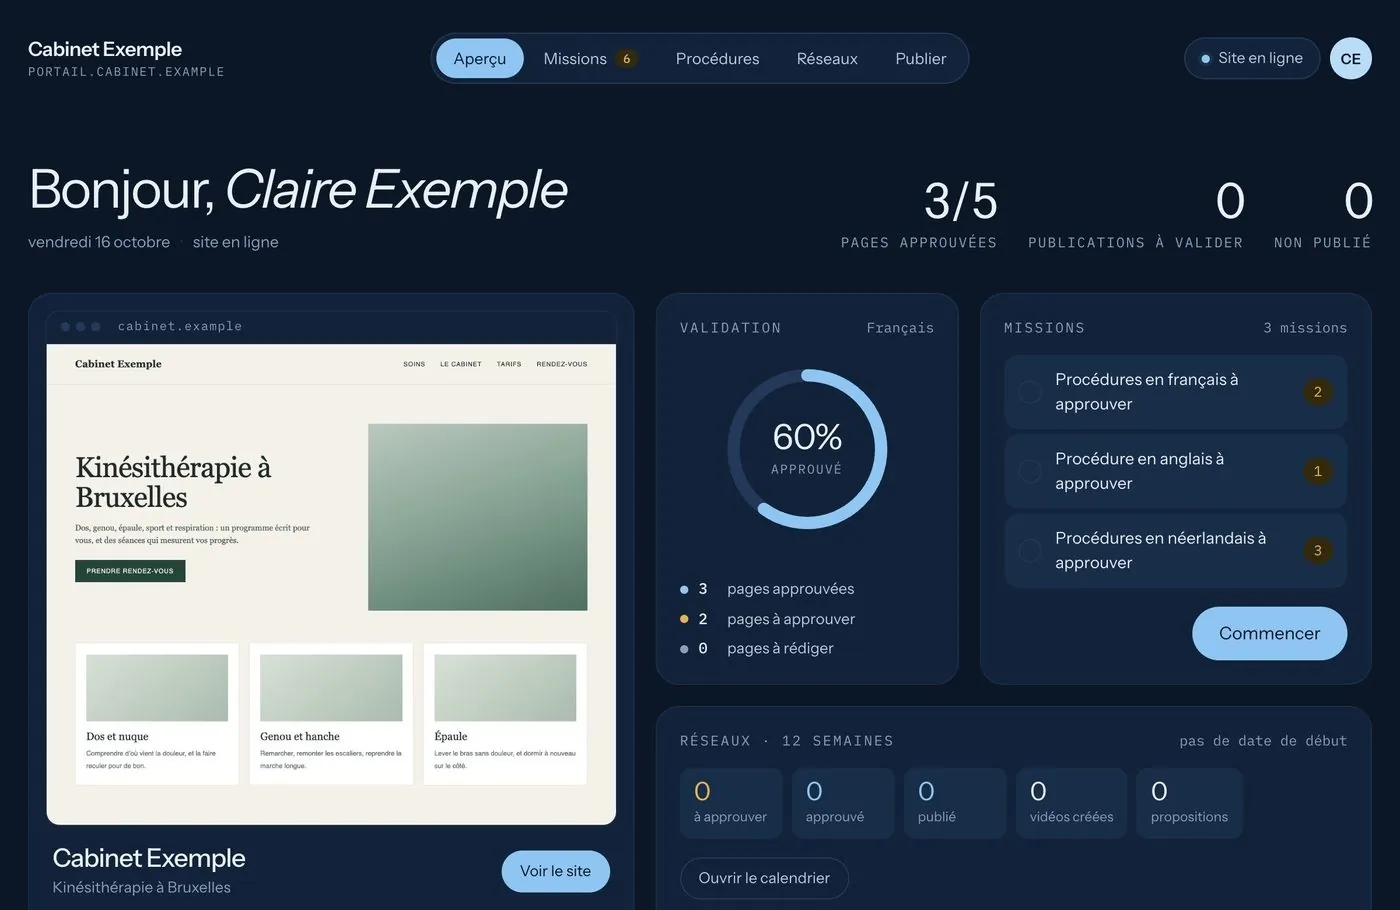 Cabinet Exemple
PORTAIL.CABINET.EXEMPLE
Aperçu
Missions 6
Procédures
Réseaux
Publier
Site en ligne
CE
Bonjour, Claire Exemple
vendredi 16 octobre · site en ligne
3/5
PAGES APPROUVÉES
0
PUBLICATIONS À VALIDER
0
NON PUBLIÉ
cabinet.example
Cabinet Exemple
SOINS
LE CABINET
TARIFS
RENDEZ-VOUS
Kinésithérapie à
Bruxelles
Dos, genou, épaule, sport et respiration : un programme écrit pour
vous, et des séances qui mesurent vos progrès.
PRENDRE RENDEZ-VOUS
Dos et nuque
Comprendre d'où vient la douleur, et la faire
reculer pour de bon.
Genou et hanche
Remarcher, remonter les escaliers, reprendre la
marche longue.
Épaule
Lever le bras sans douleur, et dormir à nouveau
sur le côté.
Cabinet Exemple
Kinésithérapie à Bruxelles
Voir le site
VALIDATION
Français
60%
APPROUVÉ
3 pages approuvées
2 pages à approuver
0 pages à rédiger
MISSIONS
3 missions
Procédures en français à
approuver
2
Procédure en anglais à
approuver
1
Procédures en néerlandais à
approuver
3
Commencer
RÉSEAUX · 12 SEMAINES
pas de date de début
0
à approuver
0
approuvé
0
publié
0
vidéos créées
0
propositions
Ouvrir le calendrier